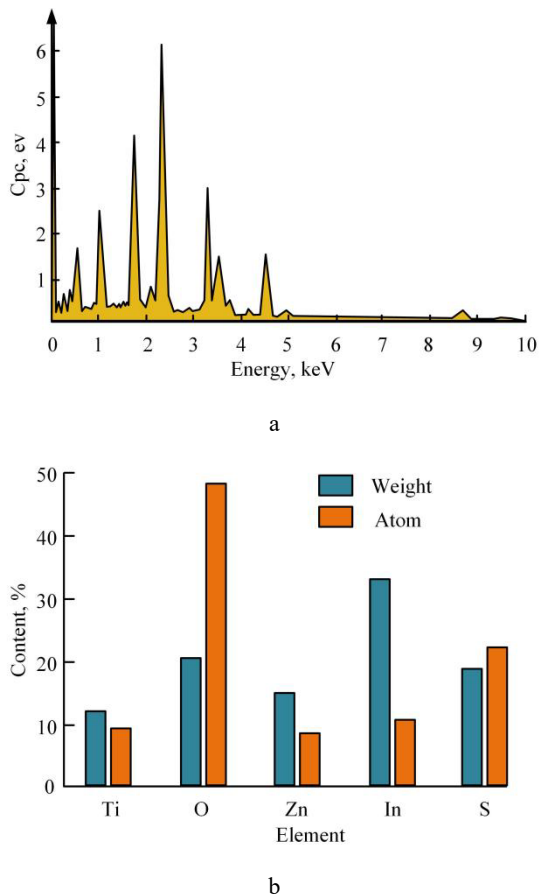 6
5
4
3
2
1
Cpc, ev
0 1 2 3 4 5 6 7 8 9 10
Energy, keV
a
50
40
30
20
10
0
Content, %
Weight
Atom
Ti O Zn In S
Element
b